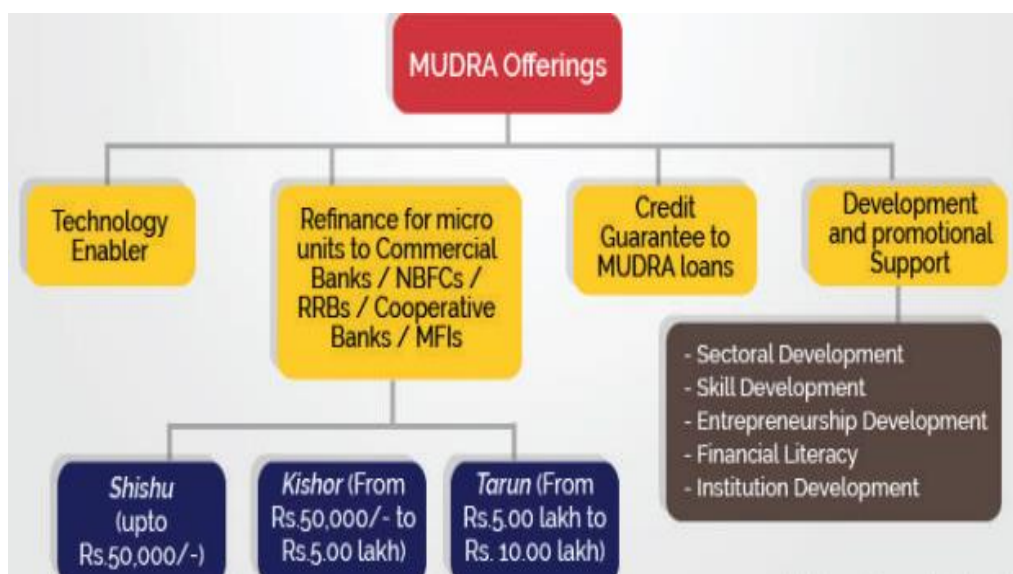 MUDRA Offerings
Technology
Enabler
Refinance for micro
units to Commercial
Banks / NBFCs /
RRBs / Cooperative
Banks / MFIs
Credit
Guarantee to
MUDRA loans
Development
and promotional
Support
- Sectoral Development
- Skill Development
- Entrepreneurship Development
- Financial Literacy
- Institution Development
Shishu
(upto
Rs.50,000/-)
Kishor (From
Rs.50,000/- to
Rs.5.00 lakh)
Tarun (From
Rs.5.00 lakh to
Rs. 10.00 lakh)